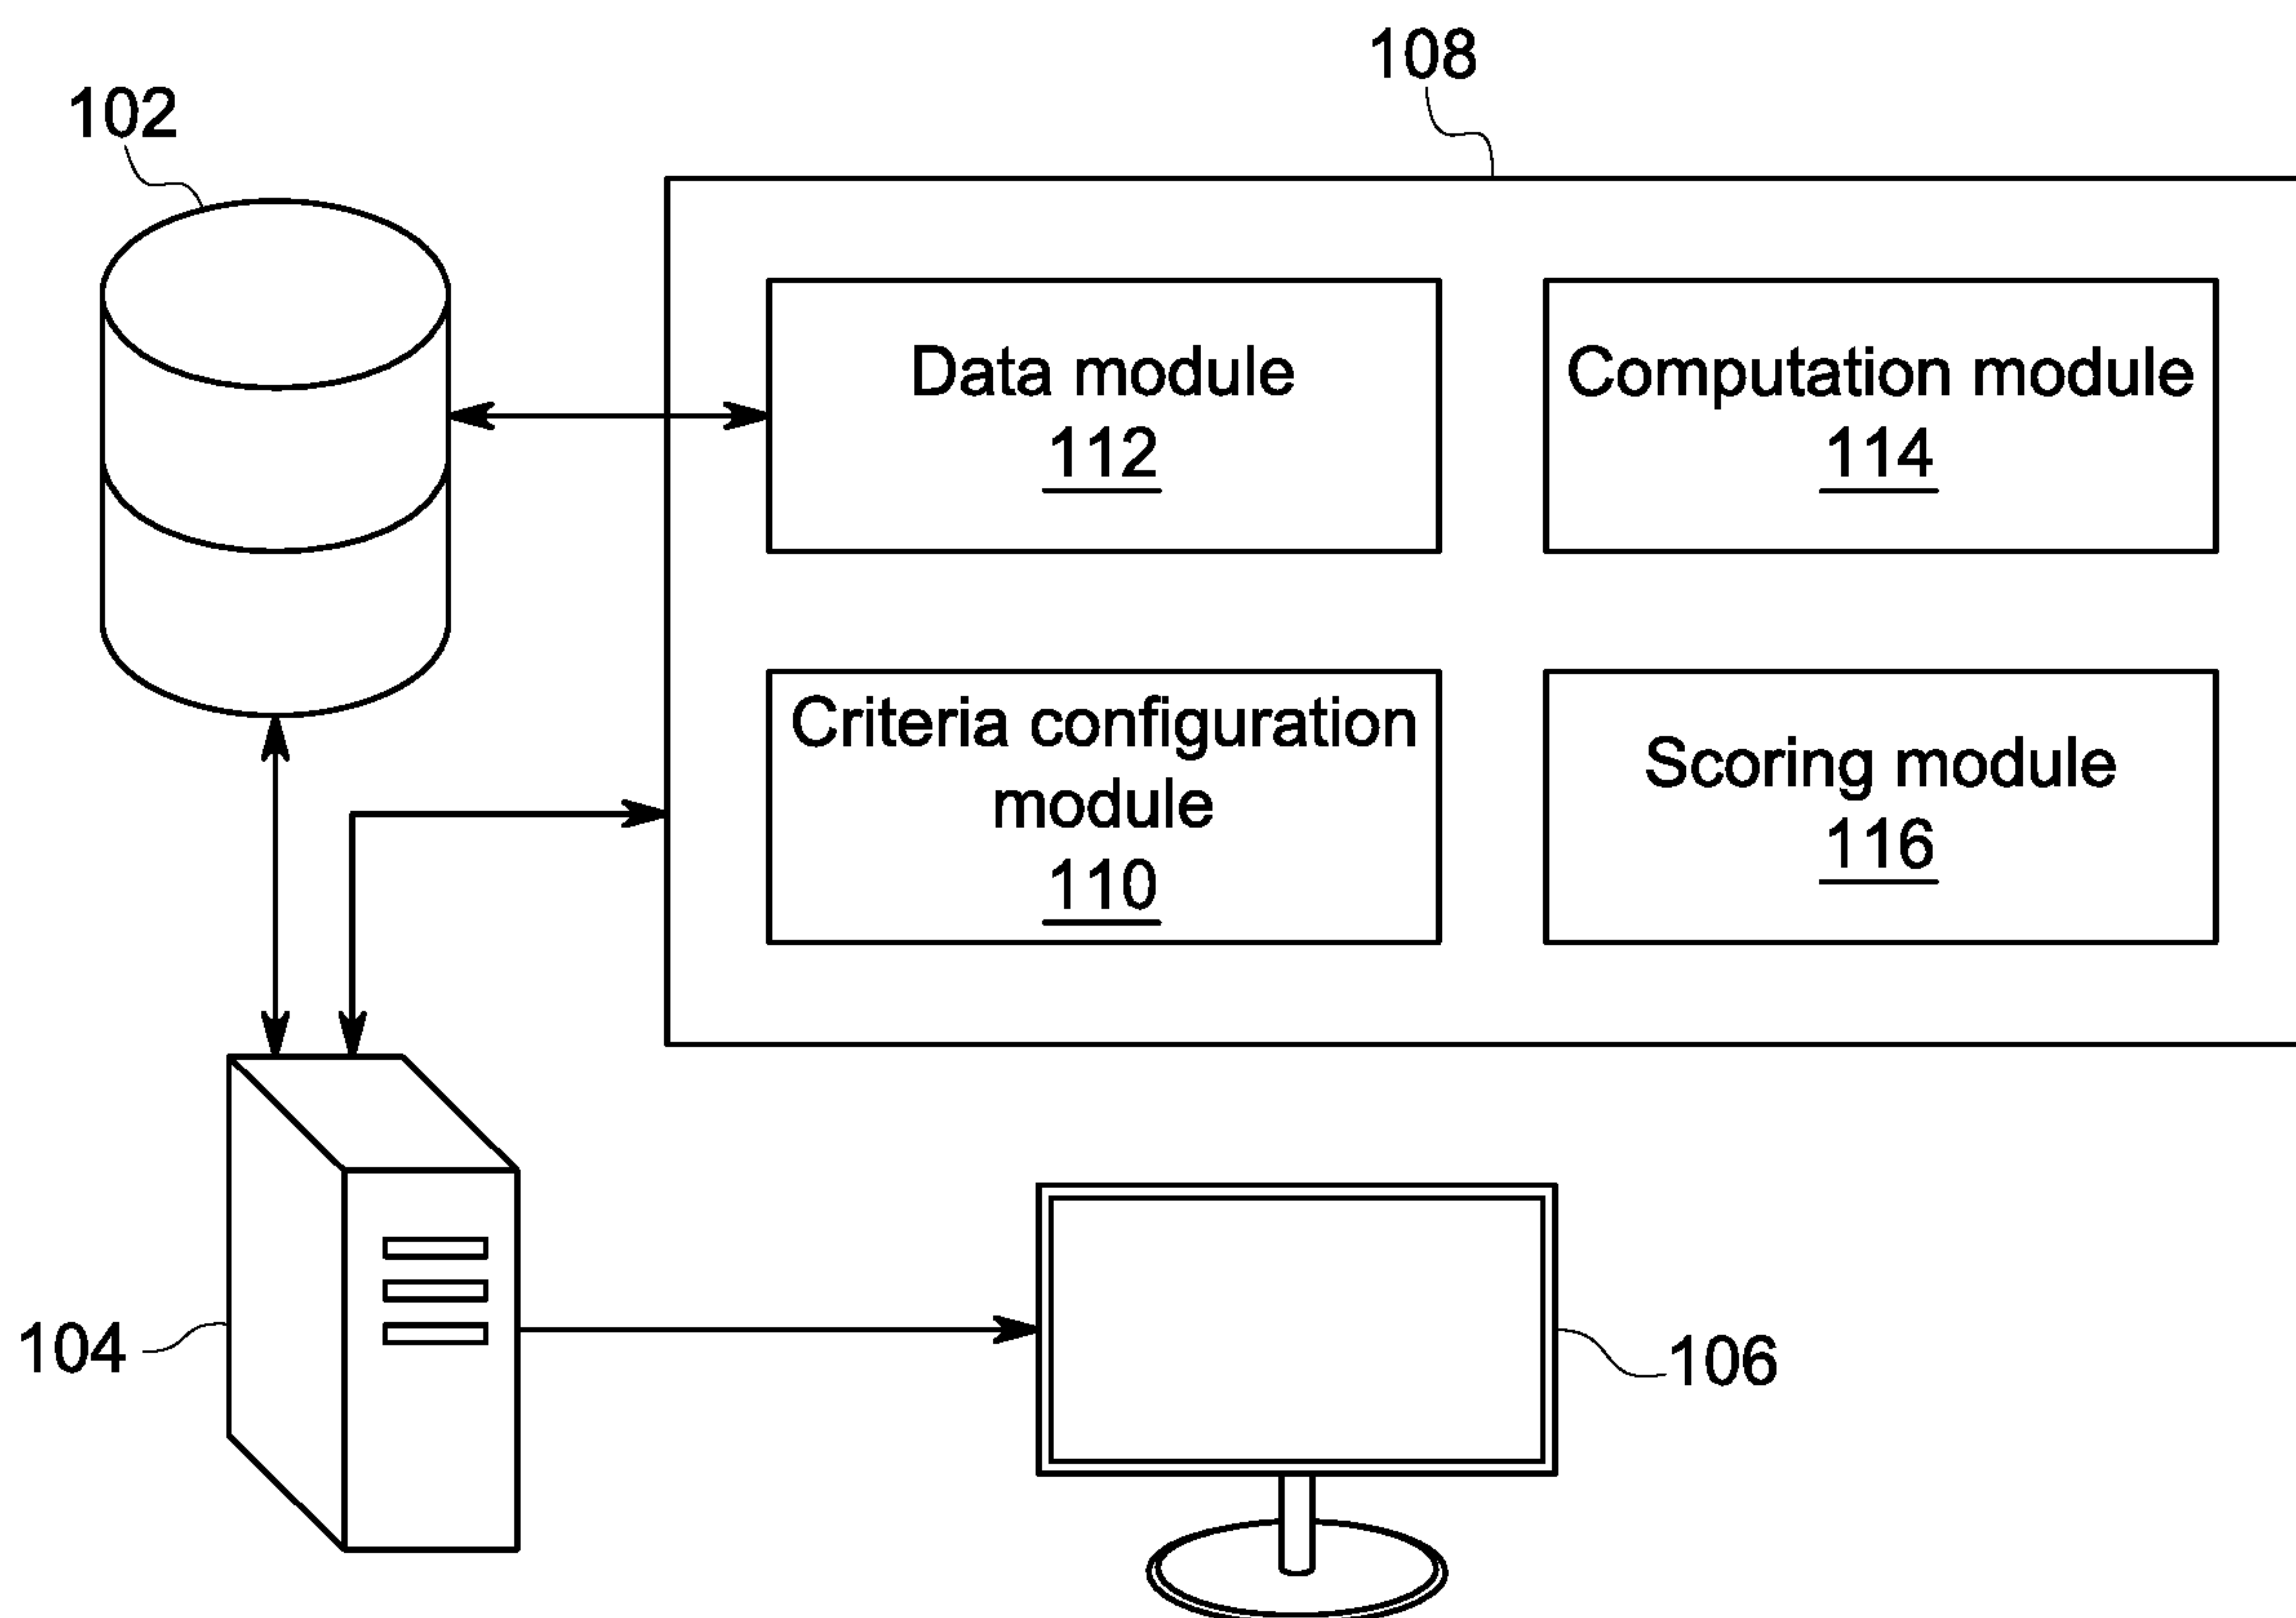 108
102
Data module
112
Computation module
114
Criteria configuration
module
110
Scoring module
116
104
106